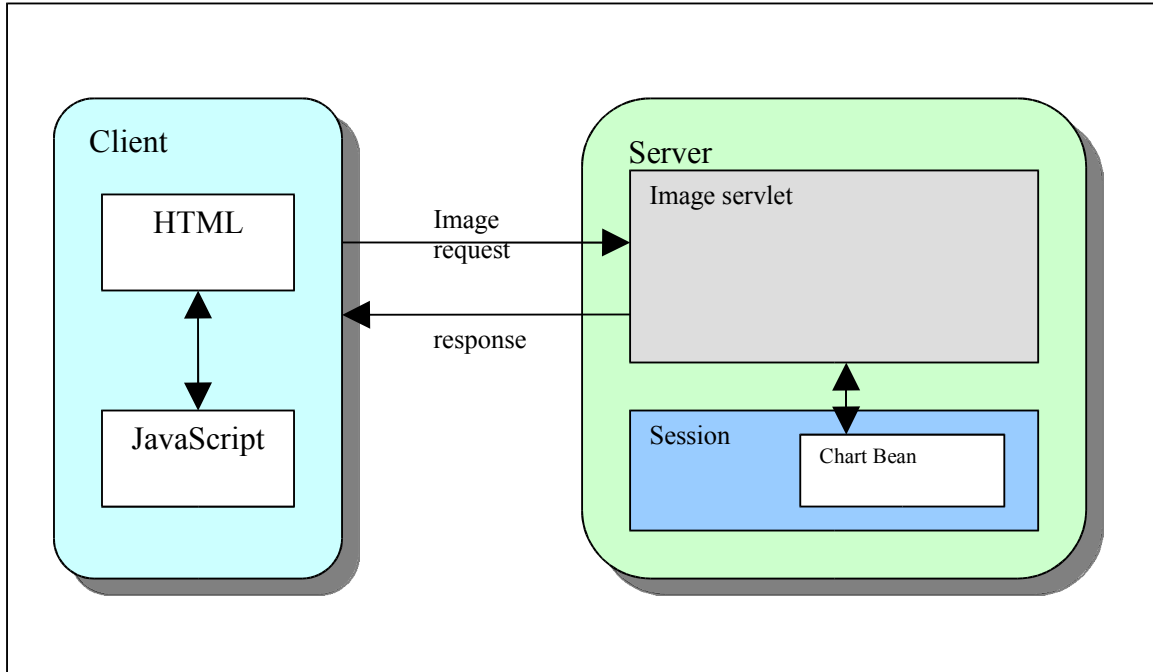 Client
HTML
JavaScript
Image
request
response
Server
Image servlet
Session
Chart Bean